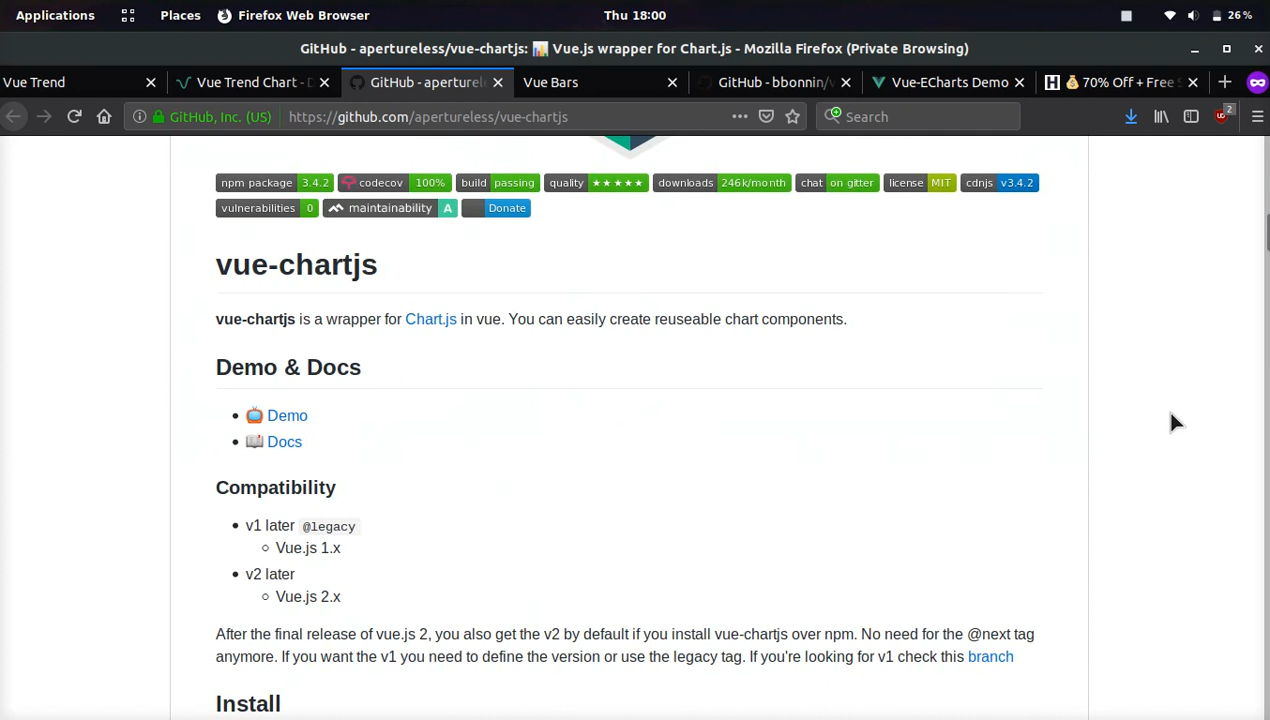 Applications Places Firefox Web Browser Thu 18:00 26%
GitHub - apertureless/vue-chartjs: 📊 Vue.js wrapper for Chart.js - Mozilla Firefox (Private Browsing)
Vue Trend Vue Trend Chart - D GitHub - aperturel Vue Bars GitHub - bbonnin/v Vue-ECharts Demo H 💰 70% Off + Free S
GitHub, Inc. (US) https://github.com/apertureless/vue-chartjs Search 2
npm package 3.4.2 codecov 100% build passing quality ★★★★★ downloads 246k/month chat on gitter license MIT cdnjs v3.4.2
vulnerabilities 0 maintainability A Donate
vue-chartjs
vue-chartjs is a wrapper for Chart.js in vue. You can easily create reuseable chart components.
Demo & Docs
• 📺 Demo
• 📖 Docs
Compatibility
• v1 later @legacy
○ Vue.js 1.x
• v2 later
○ Vue.js 2.x
After the final release of vue.js 2, you also get the v2 by default if you install vue-chartjs over npm. No need for the @next tag
anymore. If you want the v1 you need to define the version or use the legacy tag. If you're looking for v1 check this branch
Install